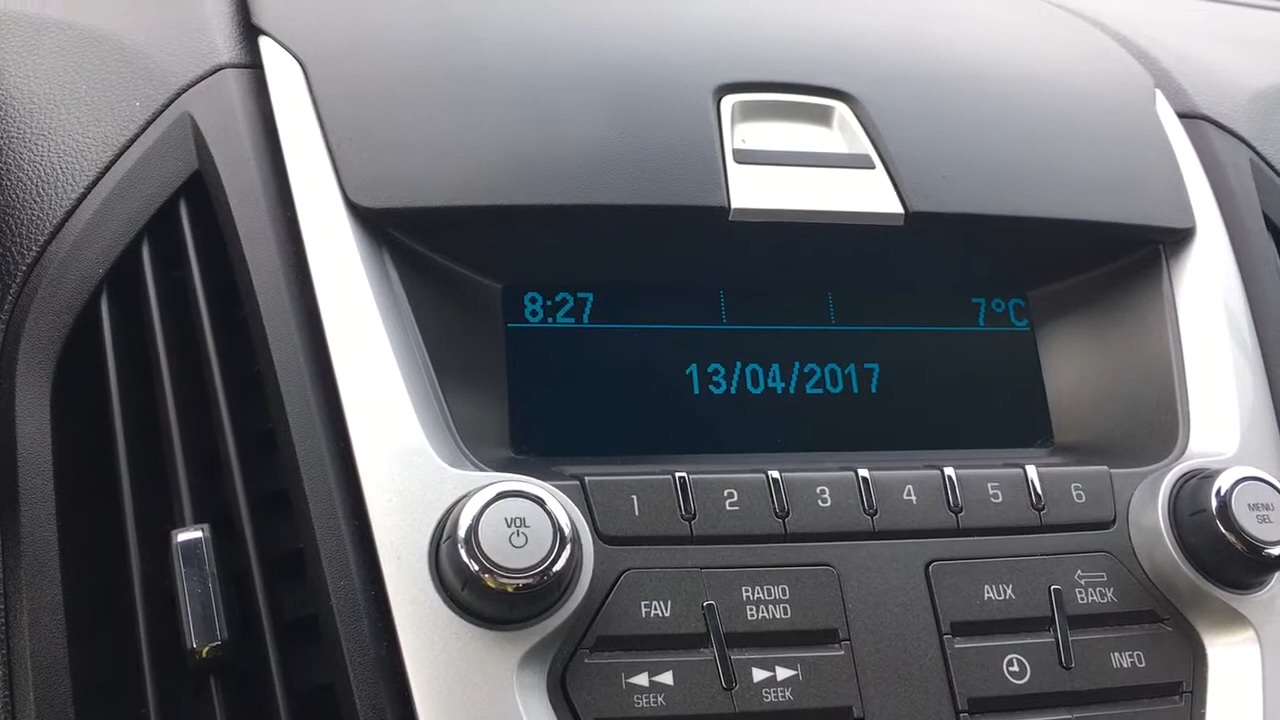 8:27 7°C
13/04/2017
VOL
1 2 3 4 5 6
MENU
SEL
FAV
RADIO
BAND
AUX
BACK
SEEK
SEEK
INFO